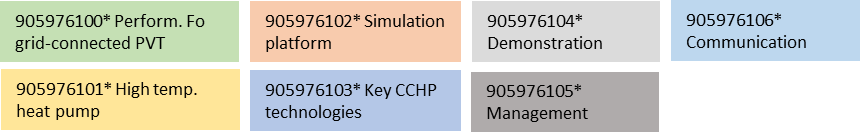 905976100* Perform. Fo
grid-connected PVT
905976102* Simulation
platform
905976104*
Demonstration
905976106*
Communication
905976101* High temp.
heat pump
905976103* Key CCHP
technologies
905976105*
Management